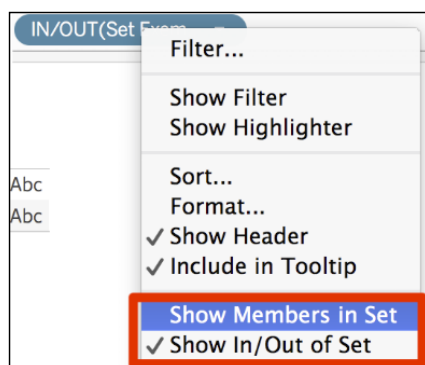 IN/OUT(Set
Filter...
Show Filter
Show Highlighter
Abc
Sort...
Abc
Format...
✓ Show Header
✓ Include in Tooltip
Show Members in Set
✓ Show In/Out of Set